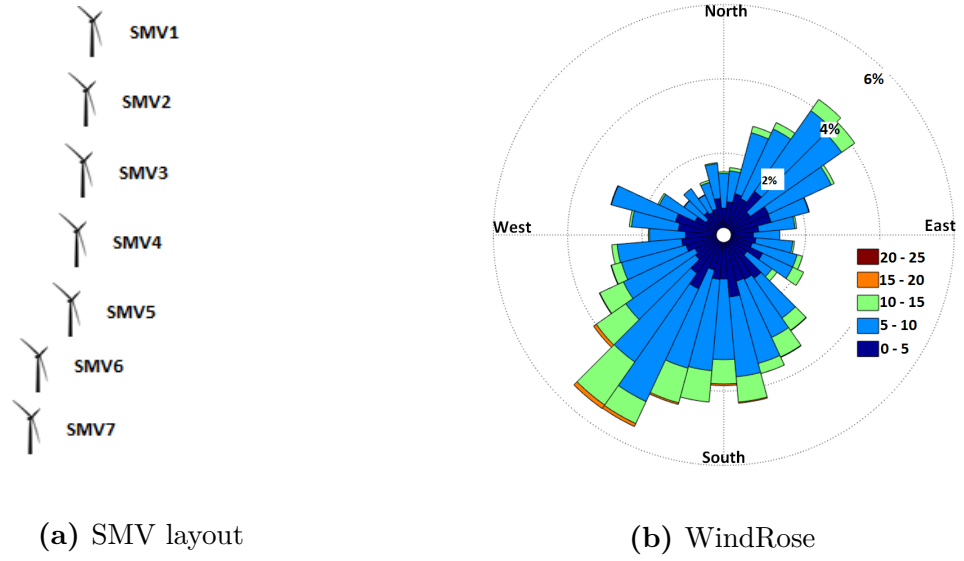 SMV1
SMV2
SMV3
SMV4
SMV5
SMV6
SMV7
(a) SMV layout
North
6%
4%
2%
West
East
20 - 25
15 - 20
10 - 15
5 - 10
0 - 5
South
(b) WindRose